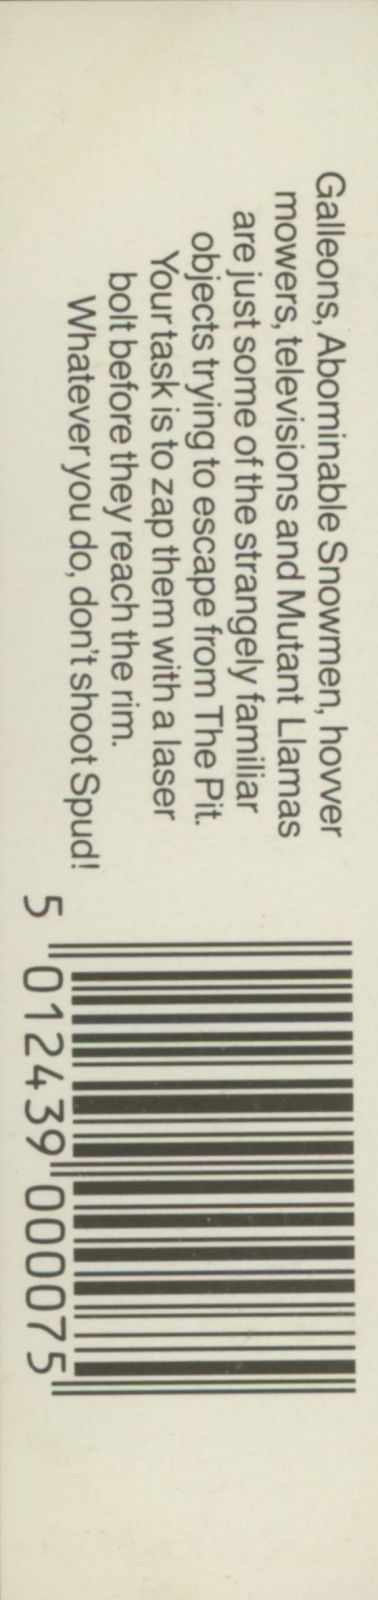 Galleons, Abominable Snowmen, hovver
mowers, televisions and Mutant Llamas
are just some of the strangely familiar
objects trying to escape from The Pit.
Your task is to zap them with a laser
bolt before they reach the rim.
Whatever you do, don't shoot Spud!
5 012439 000075